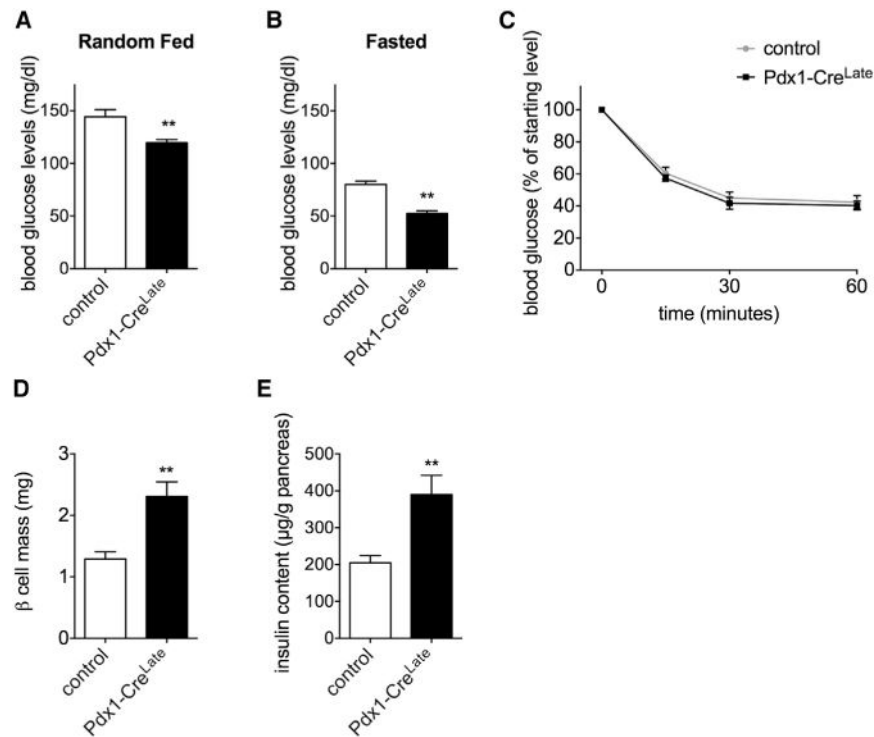 A
Random Fed
blood glucose levels (mg/dl)
150
100
50
0
**
control
Pdx1-CreLate
B
Fasted
blood glucose levels (mg/dl)
150
100
50
0
**
control
Pdx1-CreLate
C
control
Pdx1-CreLate
blood glucose (% of starting level)
100
80
60
40
20
0
0 30 60
time (minutes)
D
β cell mass (mg)
3
2
1
0
**
control
Pdx1-CreLate
E
insulin content (μg/g pancreas)
500
400
300
200
100
0
**
control
Pdx1-CreLate